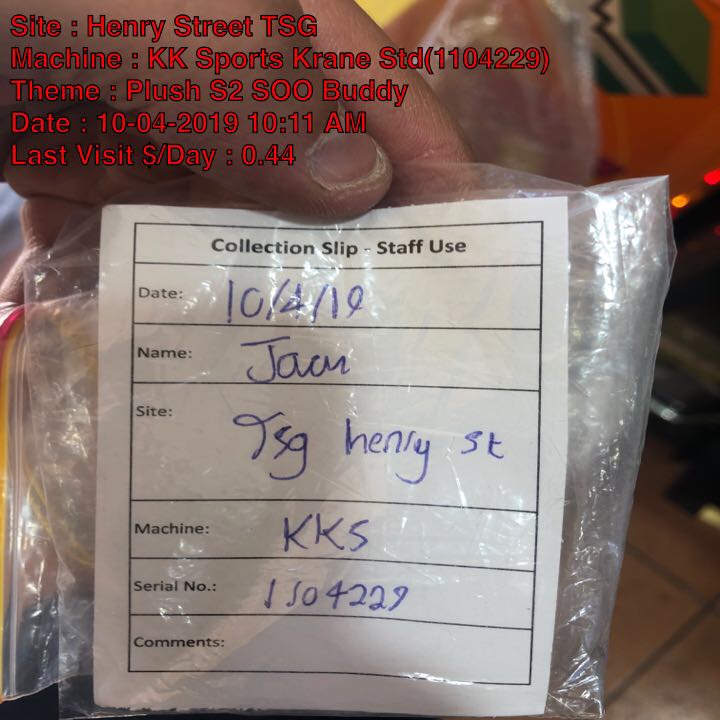 Site : Henry Street TSG
Machine : KK Sports Krane Std(1104229)
Theme : Plush S2 SOO Buddy
Date : 10-04-2019 10:11 AM
Last Visit $/Day : 0.44
Collection Slip - Staff Use
Date: 10/4/19
Name:
Site: Tsg henry st
Machine: KKS
Serial No.: 1104229
Comments: